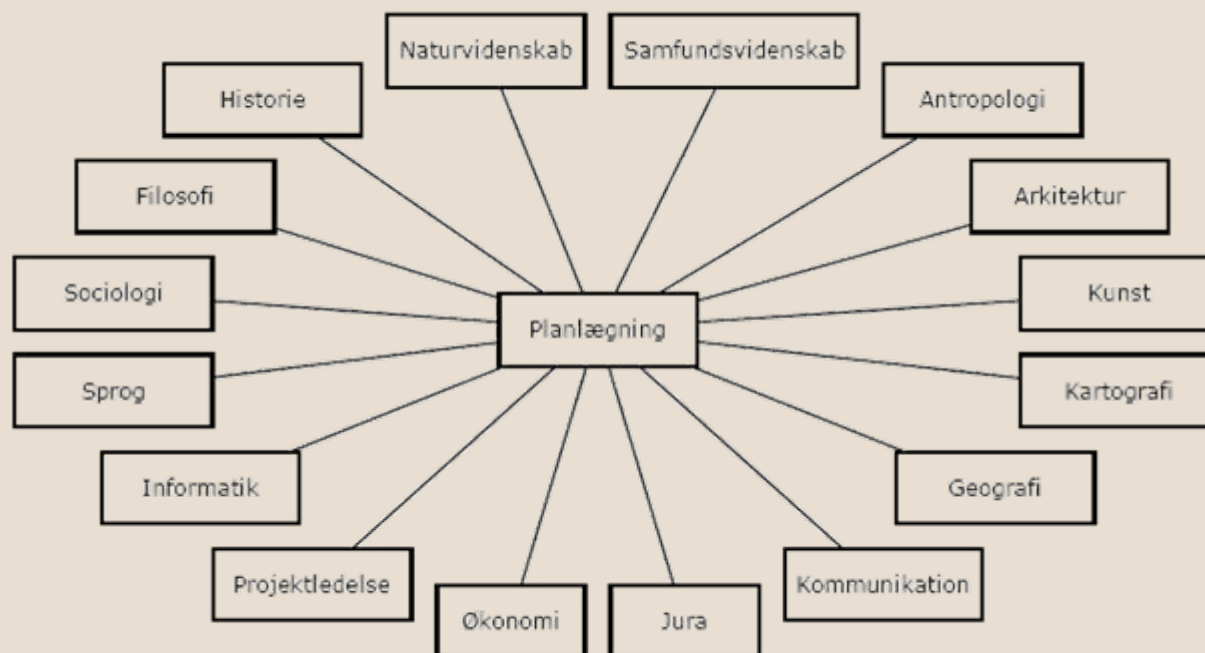 Naturvidenskab
Samfundsvidenskab
Historie
Antropologi
Filosofi
Arkitektur
Sociologi
Kunst
Planlægning
Sprog
Kartografi
Informatik
Geografi
Projektledelse
Kommunikation
Økonomi
Jura